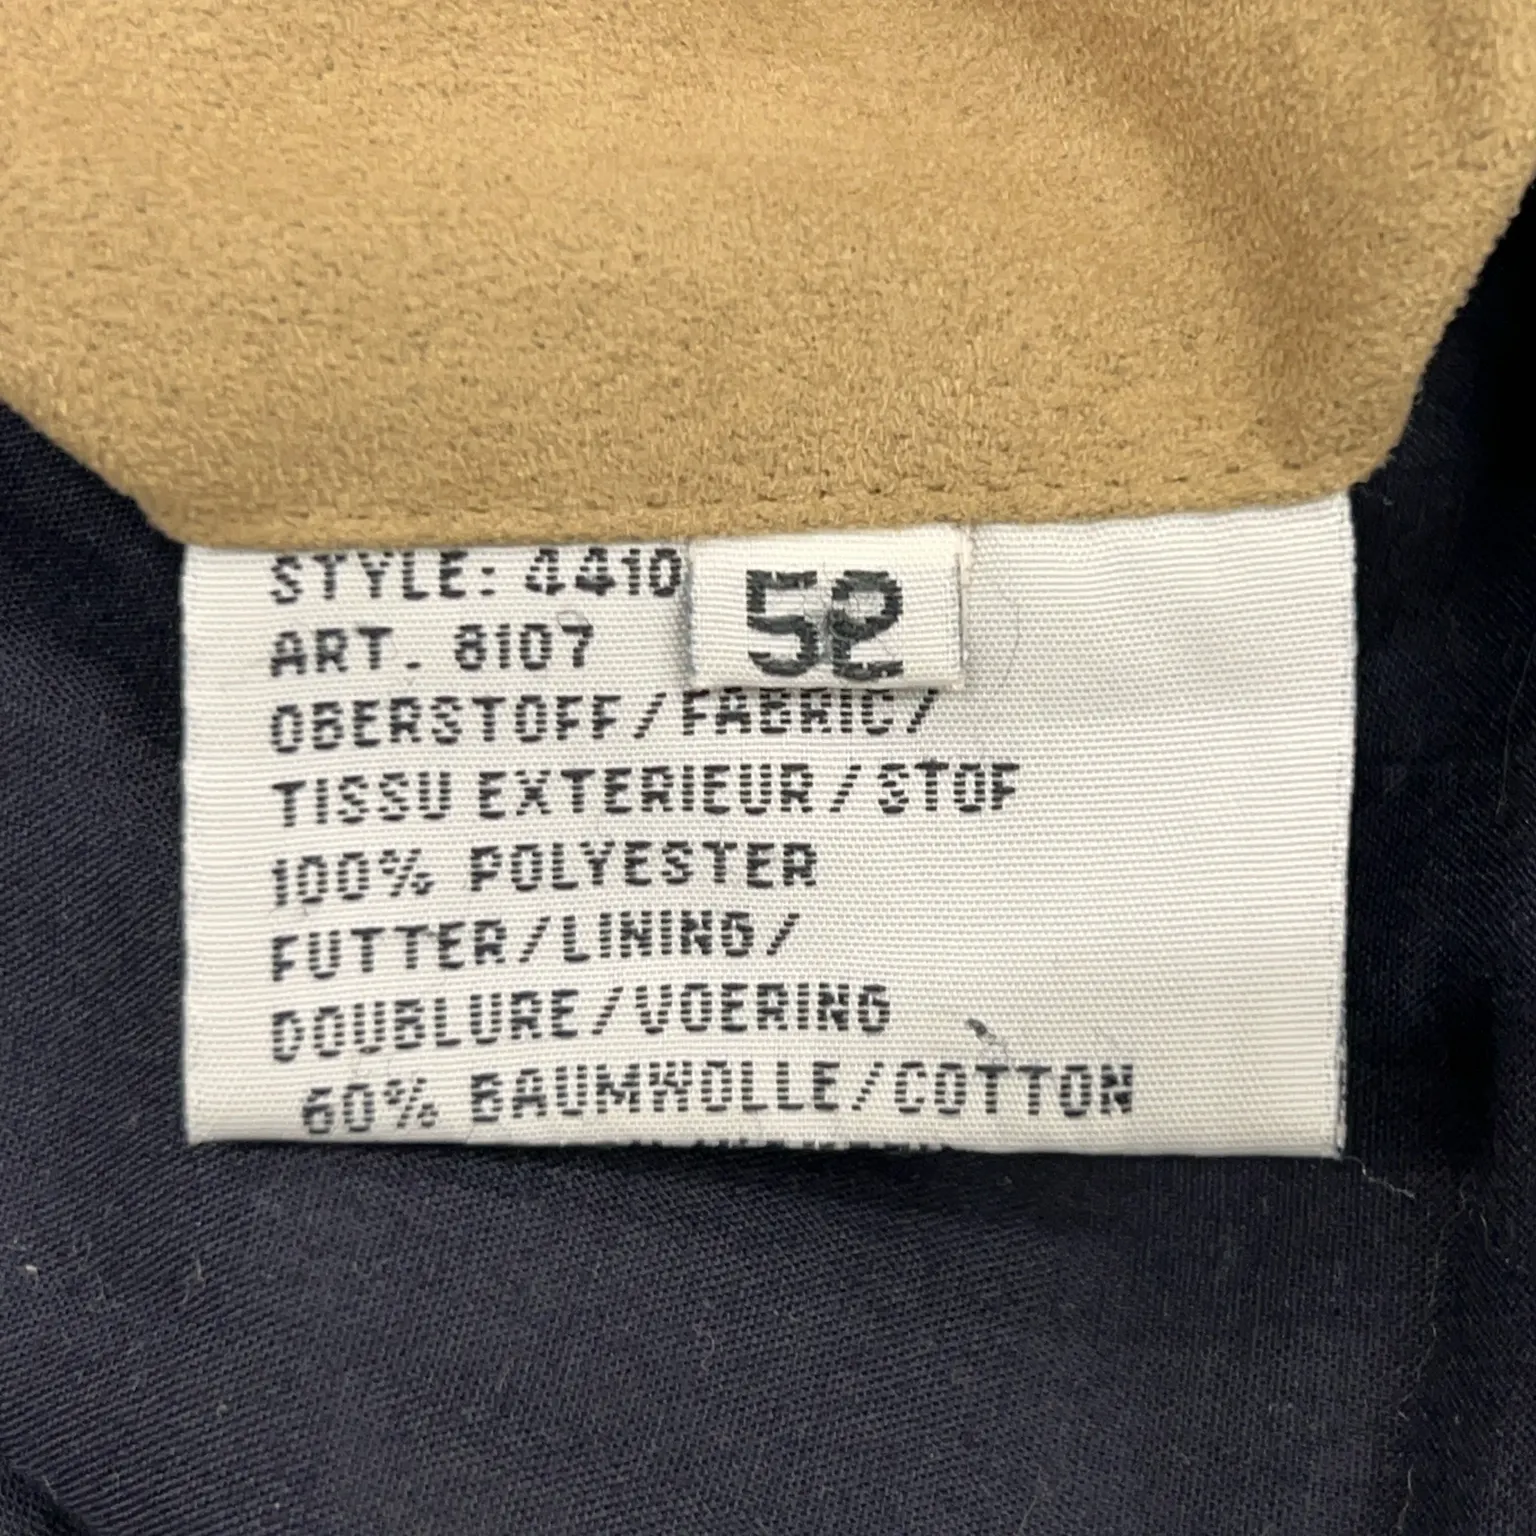 STYLE: 4410
52
ART. 8107
OBERSTOFF/FABRIC/
TISSU EXTERIEUR/STOF
100% POLYESTER
FUTTER/LINING/
DOUBLURE/VOERING
60% BAUMWOLLE/COTTON